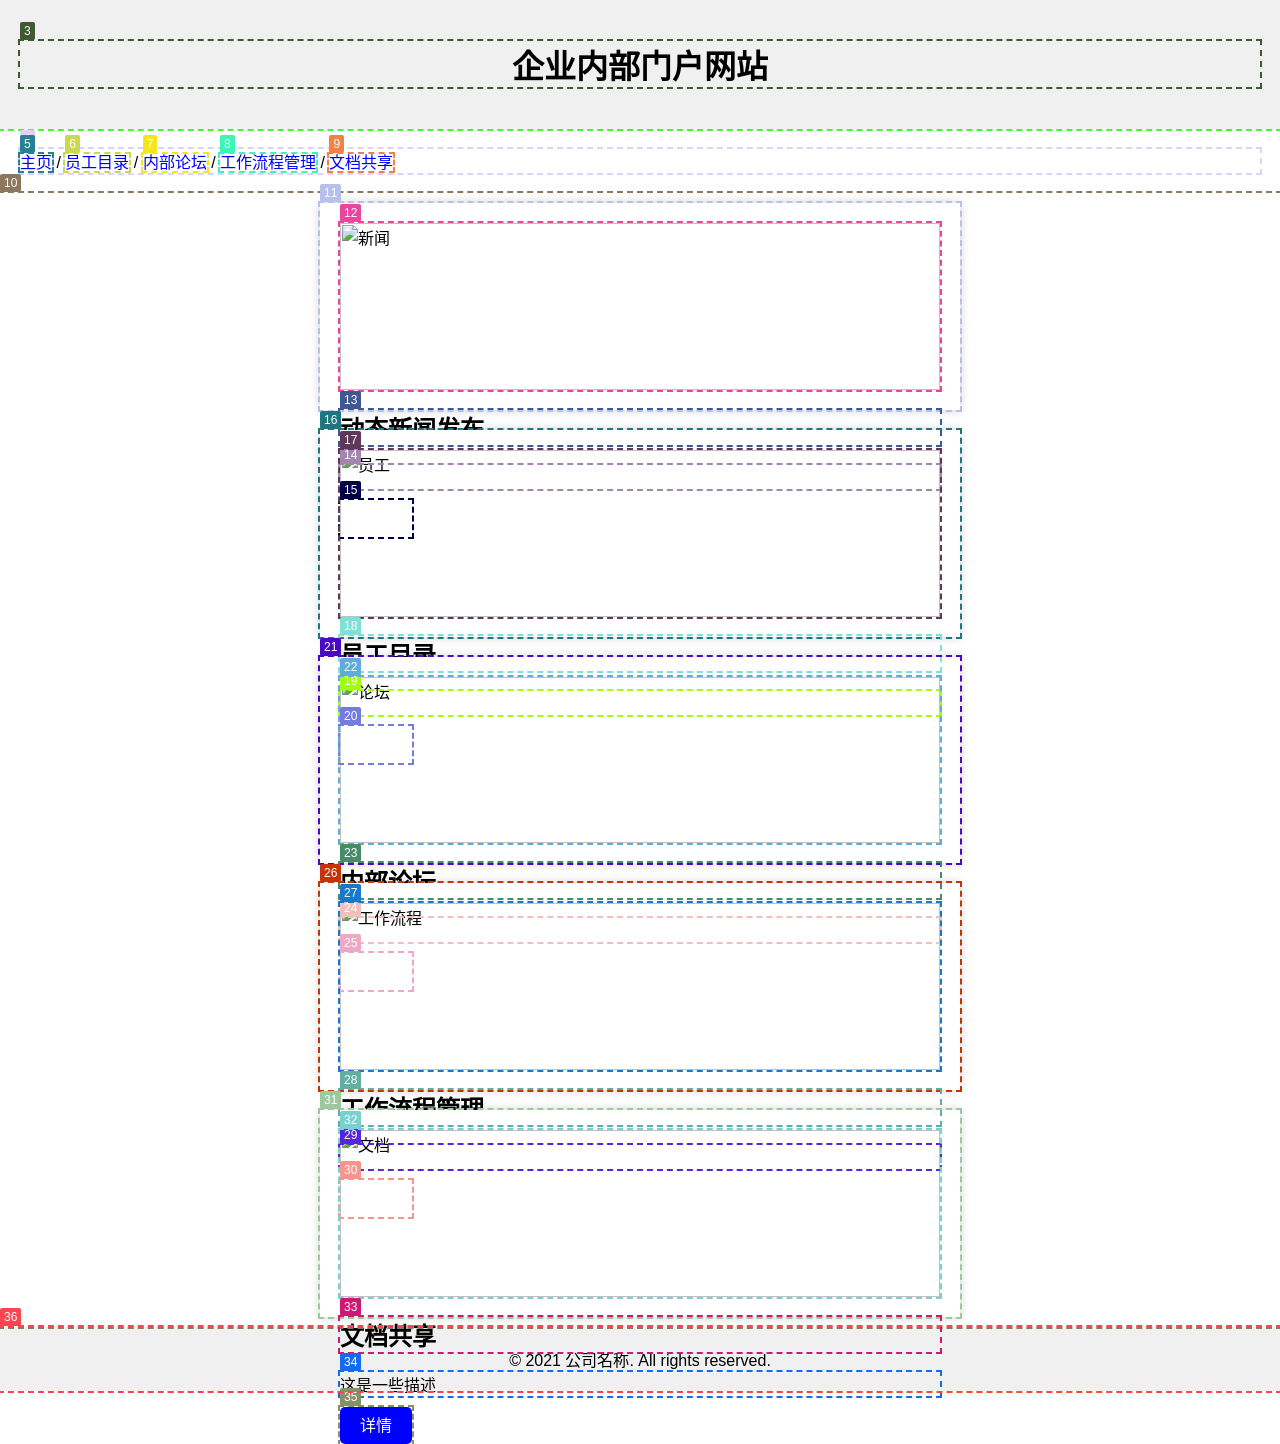 3
企业内部门户网站
5 6 7 8 9
主页 / 员工目录 / 内部论坛 / 工作流程管理 / 文档共享
10
11
12
新闻
13
动态新闻发布
16
17
14
员工
15
18
员工目录
21
22
19
论坛
20
23
内部论坛
26
27
24
工作流程
25
28
工作流程管理
31
32
29
文档
30
33
36
文档共享
© 2021 公司名称. All rights reserved.
34
这是一些描述
35
详情